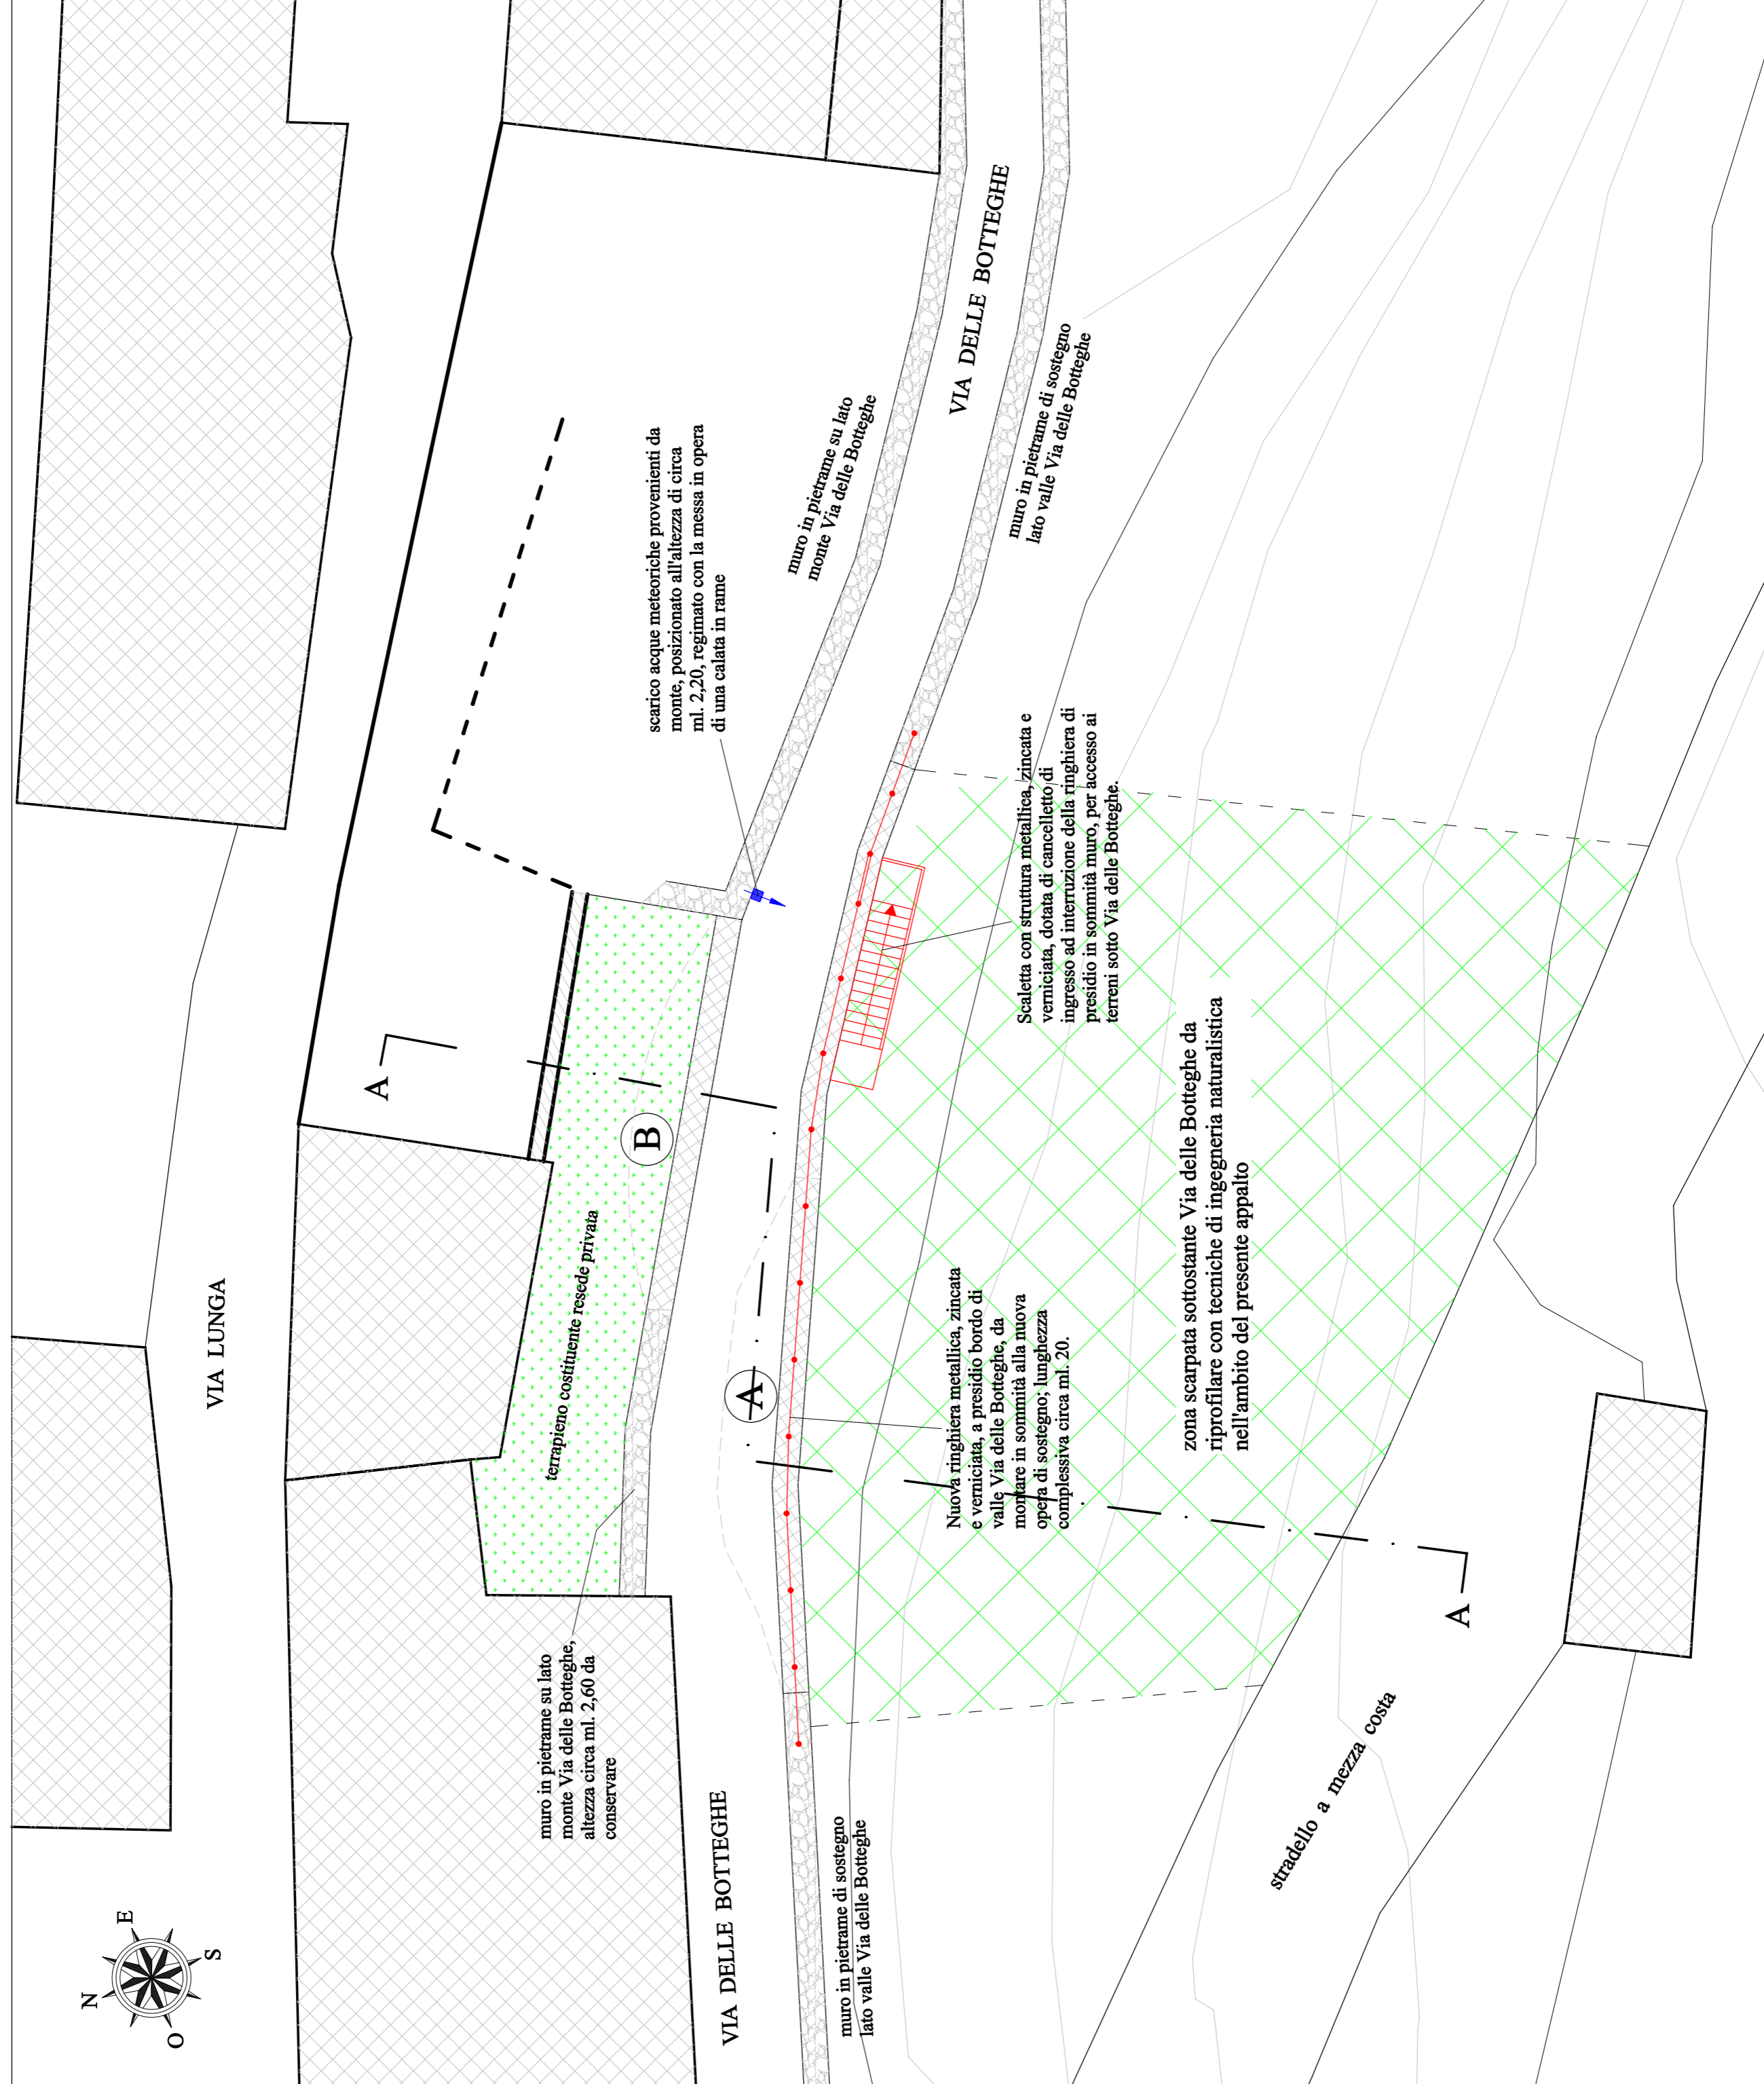 VIA LUNGA
N
E
S
O
A
B
A
A
terrapieno costituente resede privata
scarico acque meteoriche provenienti da
monte, posizionato all'altezza di circa
ml. 2,20, regimato con la messa in opera
di una calata in rame
muro in pietrame su lato
monte Via delle Botteghe
VIA DELLE BOTTEGHE
muro in pietrame di sostegno
lato valle Via delle Botteghe
muro in pietrame su lato
monte Via delle Botteghe,
altezza circa ml. 2,60 da
conservare
VIA DELLE BOTTEGHE
muro in pietrame di sostegno
lato valle Via delle Botteghe
Nuova ringhiera metallica, zincata
e verniciata, a presidio bordo di
valle Via delle Botteghe, da
montare in sommità alla nuova
opera di sostegno; lunghezza
complessiva circa ml. 20.
Scaletta con struttura metallica, zincata e
verniciata, dotata di cancelletto di
ingresso ad interruzione della ringhiera di
presidio in sommità muro, per accesso ai
terreni sotto Via delle Botteghe.
zona scarpata sottostante Via delle Botteghe da
riprofilare con tecniche di ingegneria naturalistica
nell'ambito del presente appalto
stradello a mezza costa